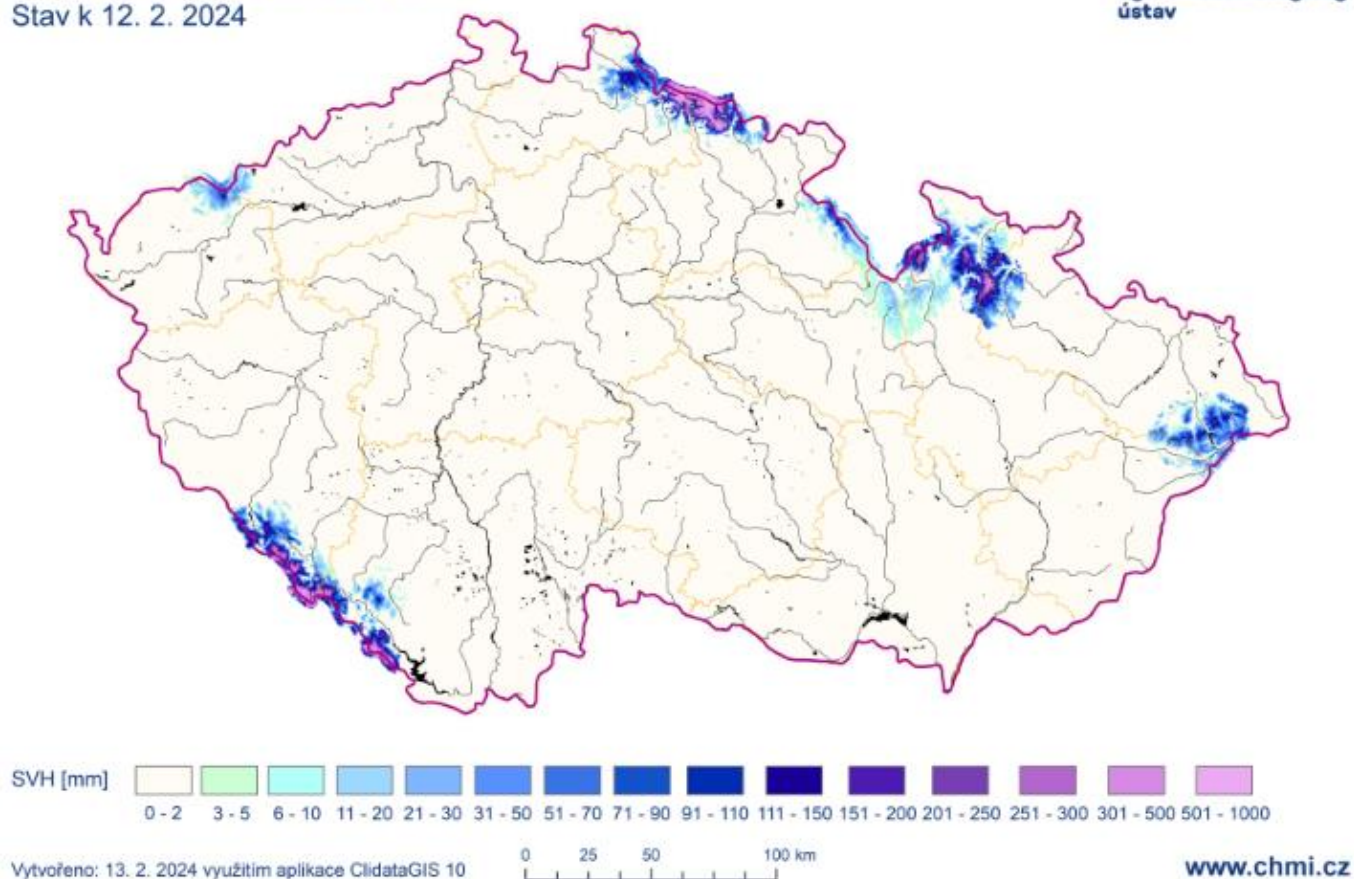 Stav k 12. 2. 2024
ústav
SVH [mm]
0 - 2 3 - 5 6 - 10 11 - 20 21 - 30 31 - 50 51 - 70 71 - 90 91 - 110 111 - 150 151 - 200 201 - 250 251 - 300 301 - 500 501 - 1000
0 25 50 100 km
Vytvořeno: 13. 2. 2024 využitím aplikace ClidataGIS 10
www.chmi.cz